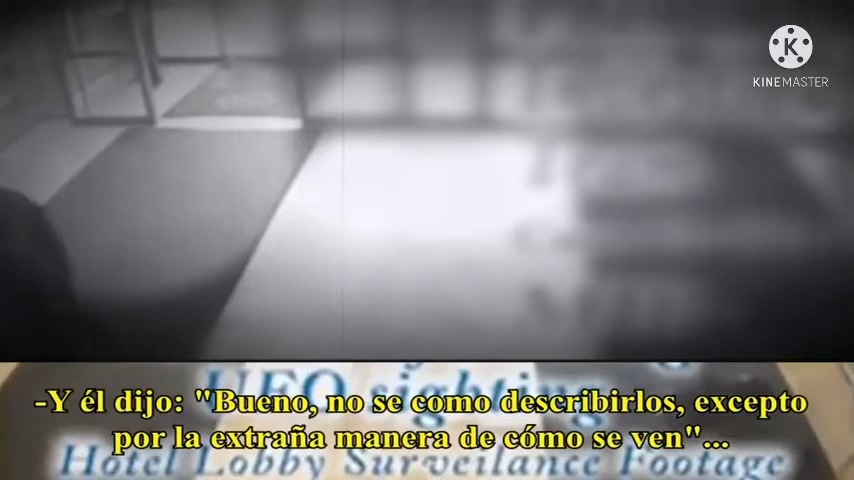 K
KINEMASTER
UFO sighting
-Y él dijo: "Bueno, no se como describirlos, excepto
por la extraña manera de cómo se ven"...
Hotel Lobby Surveilance Footage